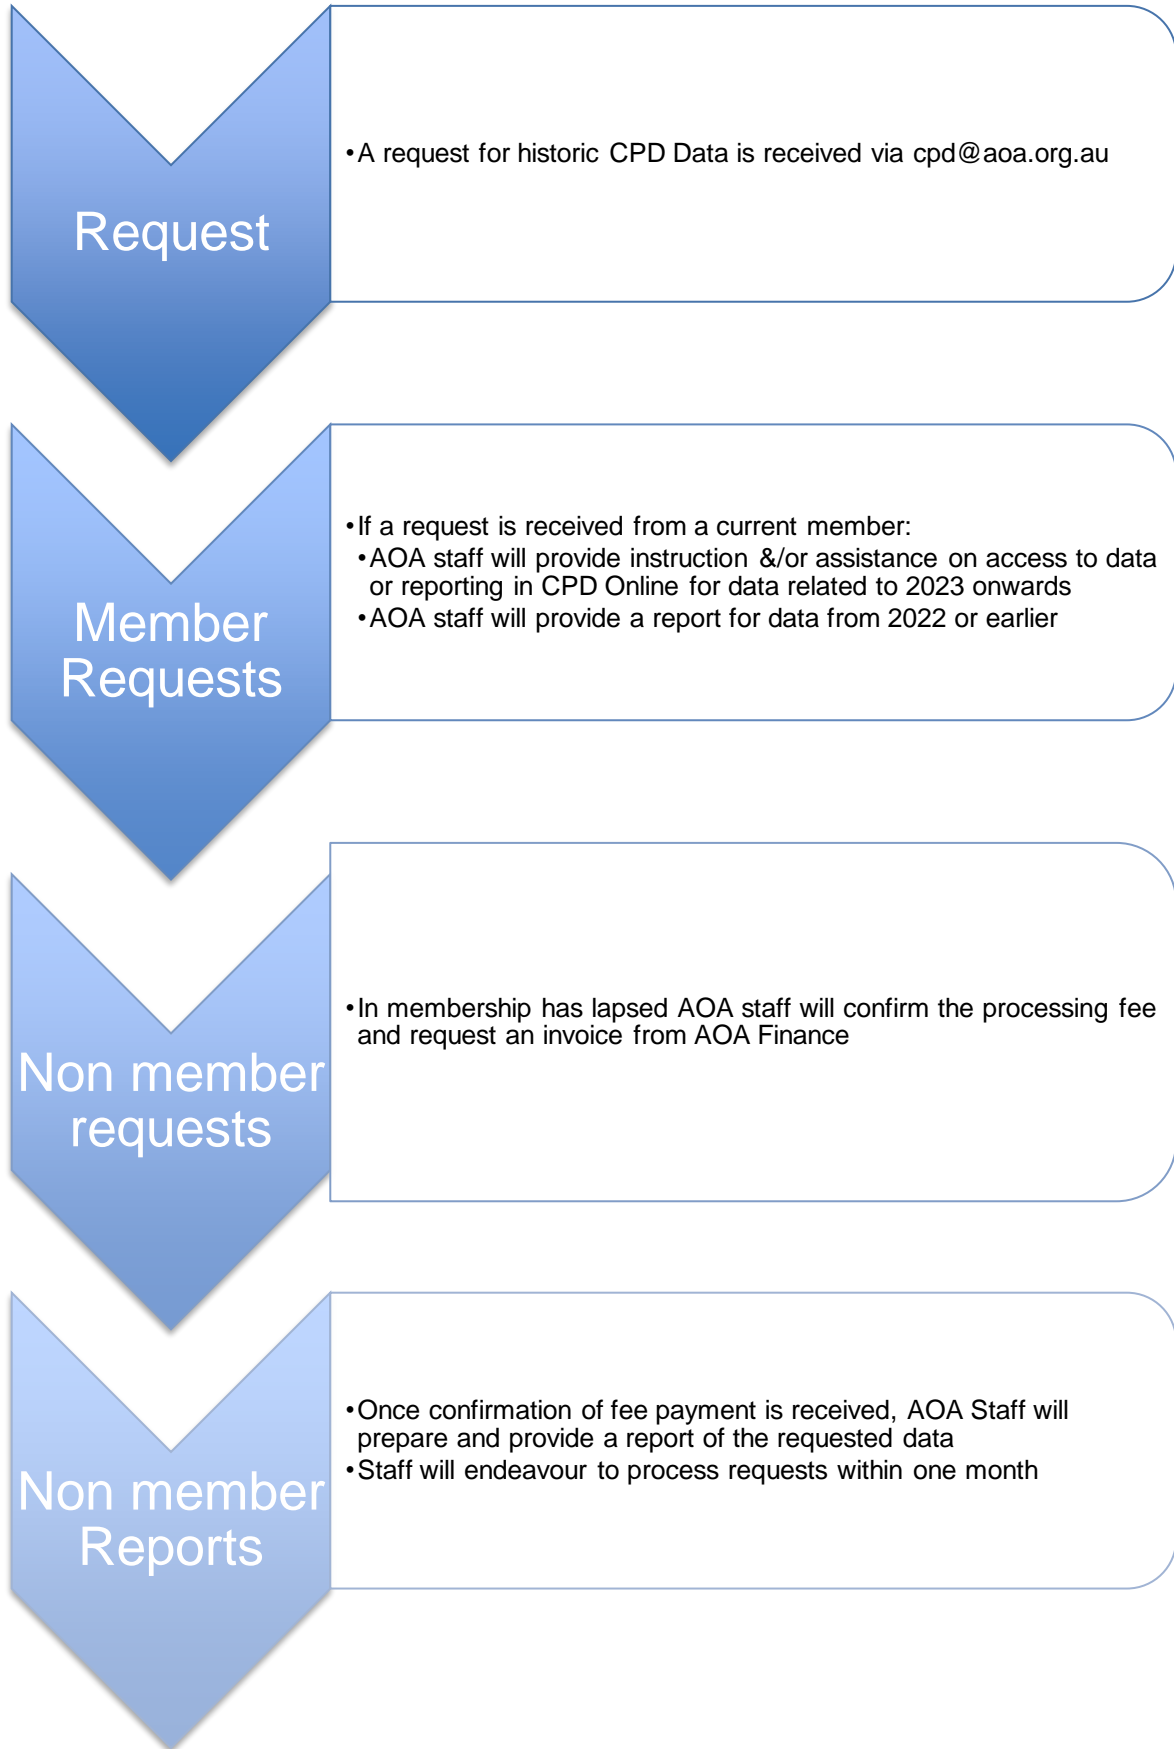 Request
•A request for historic CPD Data is received via cpd@aoa.org.au
Member
Requests
•If a request is received from a current member:
•AOA staff will provide instruction &/or assistance on access to data
or reporting in CPD Online for data related to 2023 onwards
•AOA staff will provide a report for data from 2022 or earlier
Non member
requests
•In membership has lapsed AOA staff will confirm the processing fee
and request an invoice from AOA Finance
Non member
Reports
•Once confirmation of fee payment is received, AOA Staff will
prepare and provide a report of the requested data
•Staff will endeavour to process requests within one month